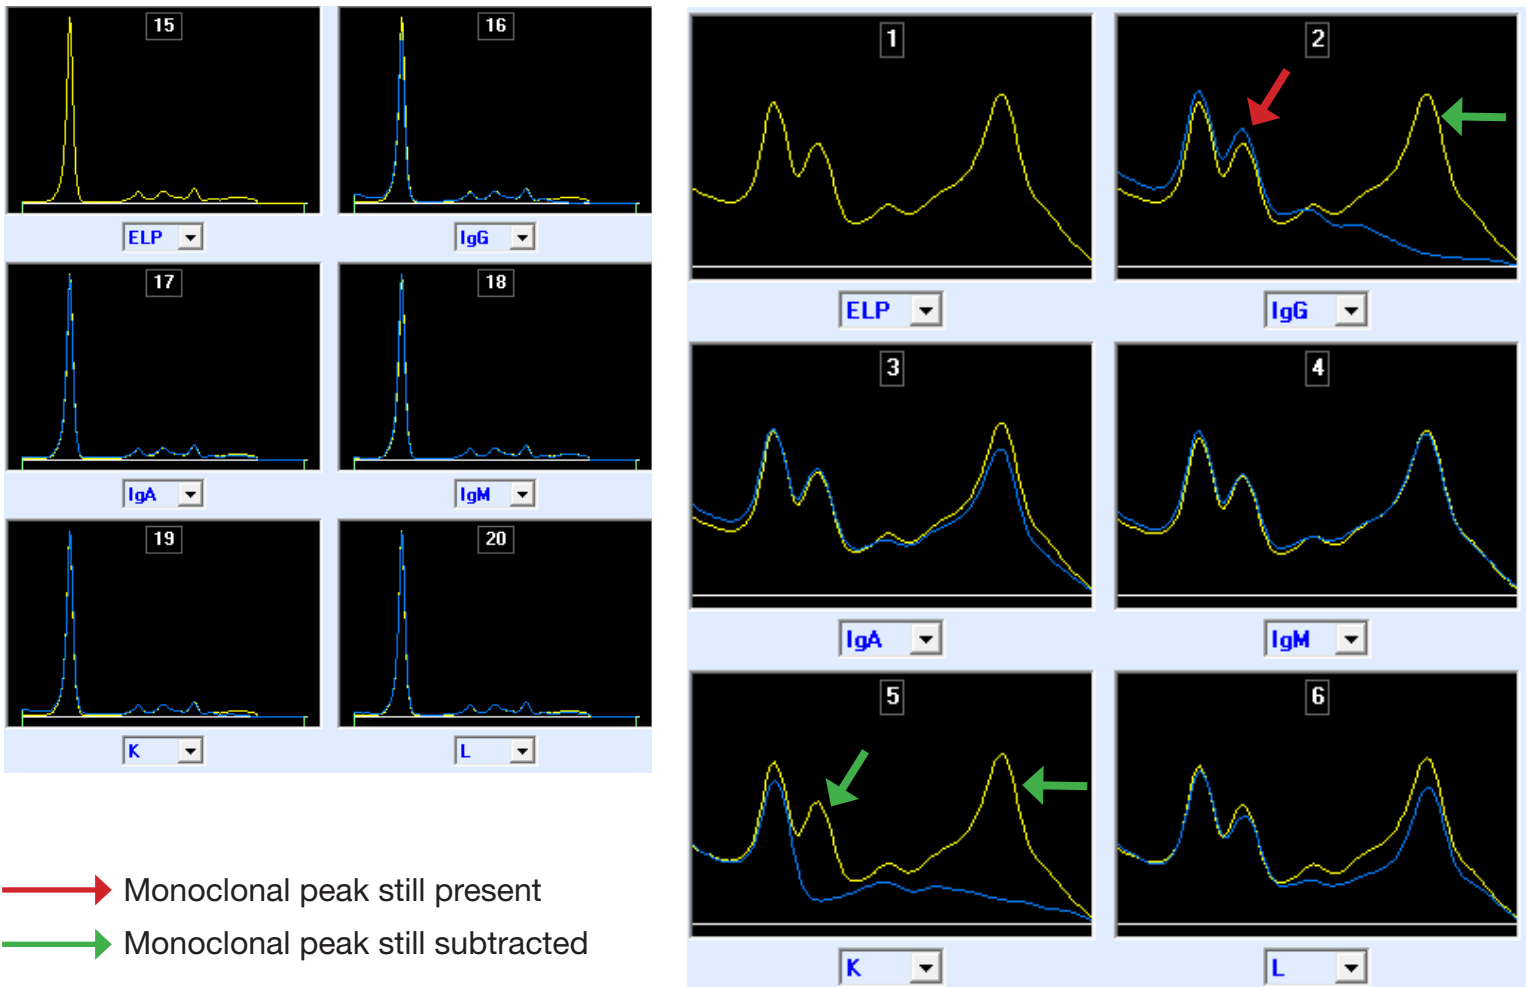 15
16
ELP
IgG
17
18
IgA
IgM
19
20
K
L
1
2
ELP
IgG
3
4
IgA
IgM
5
6
K
L
Monoclonal peak still present
Monoclonal peak still subtracted